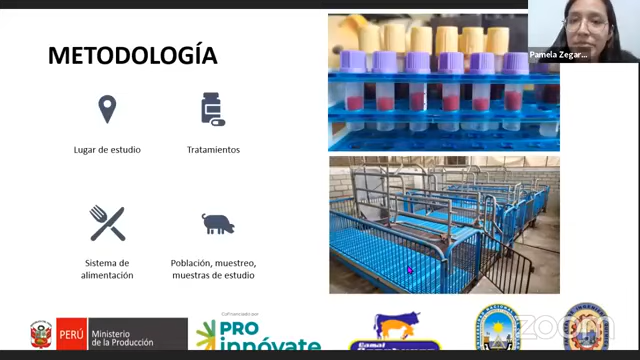 METODOLOGÍA
Pamela Zegar...
Lugar de estudio
Tratamientos
Sistema de
alimentación
Población, muestreo,
muestras de estudio
PERÚ
Ministerio
de la Producción
Cofinanciado por
PRO
innóvate
Camal
zoom